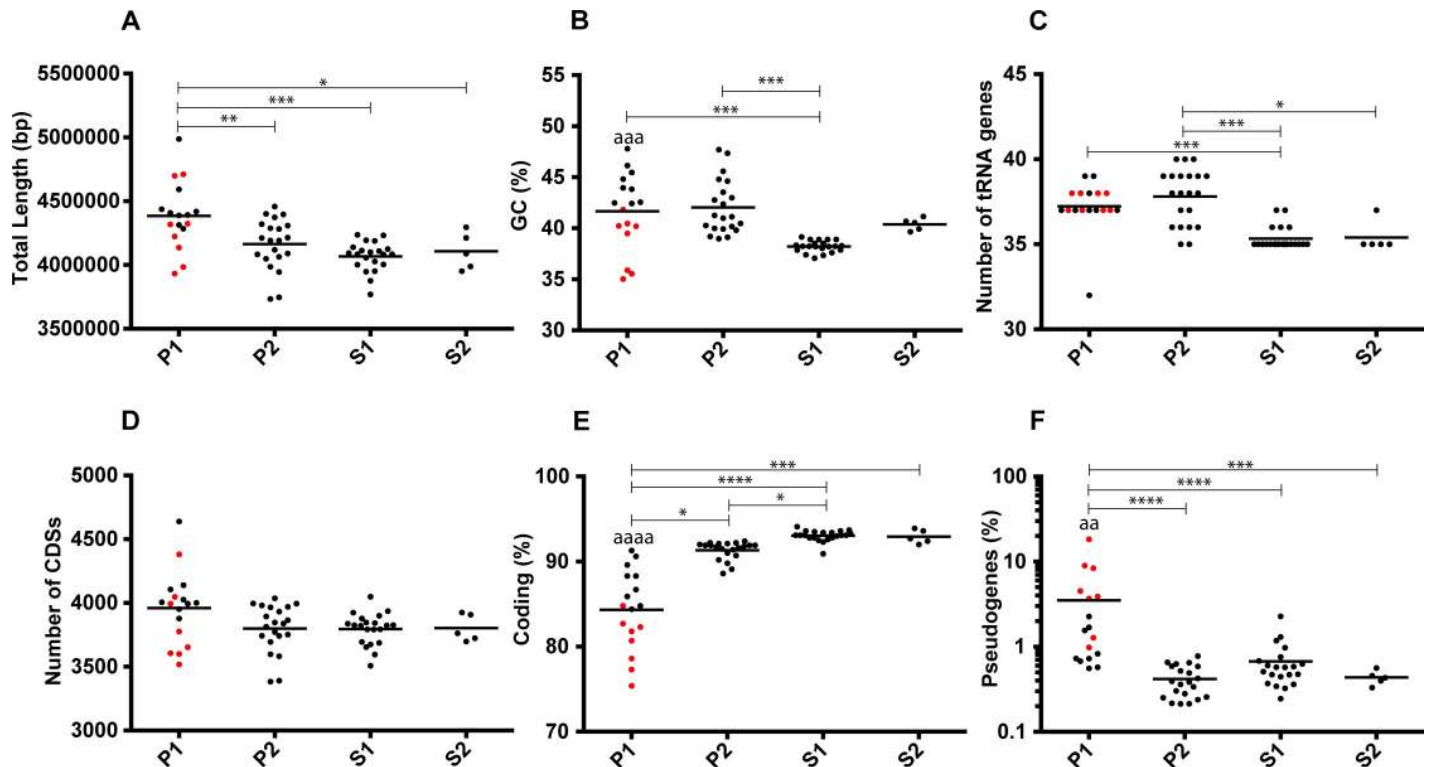 A
Total Length (bp)
5500000
5000000
4500000
4000000
3500000
*
***
**
P1
P2
S1
S2
B
GC (%)
55
50
45
40
35
30
***
***
aaa
P1
P2
S1
S2
C
Number of tRNA genes
45
40
35
30
*
***
***
P1
P2
S1
S2
D
Number of CDSs
5000
4500
4000
3500
3000
P1
P2
S1
S2
E
Coding (%)
100
90
80
70
***
****
*
*
aaaa
P1
P2
S1
S2
F
Pseudogenes (%)
100
10
1
0.1
***
****
****
aa
P1
P2
S1
S2